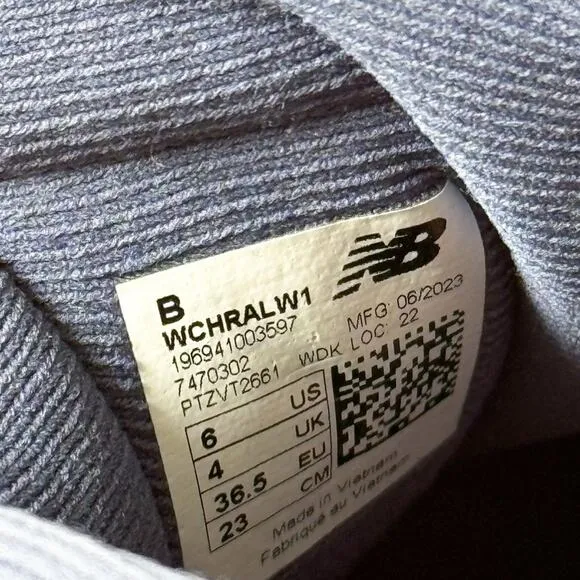 B
NB
WCHRALW1
196941003597 MFG: 06/2023
7470302 WDK LOC: 22
PTZVT2661
6 US
4 UK
36.5 EU
23 CM
Made in Vietnam
Fabriqué au Vietnam